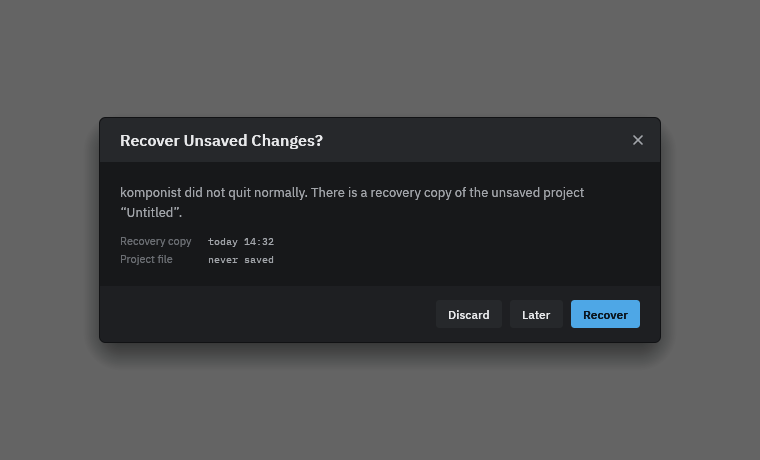 Recover Unsaved Changes?
komponist did not quit normally. There is a recovery copy of the unsaved project
“Untitled”.
Recovery copy today 14:32
Project file never saved
Discard Later Recover